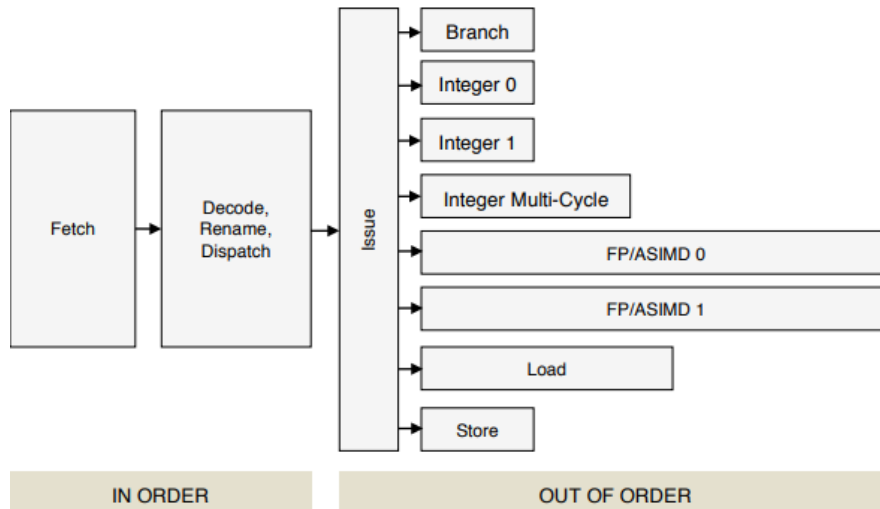 Fetch
Decode,
Rename,
Dispatch
Issue
Branch
Integer 0
Integer 1
Integer Multi-Cycle
FP/ASIMD 0
FP/ASIMD 1
Load
Store
IN ORDER
OUT OF ORDER